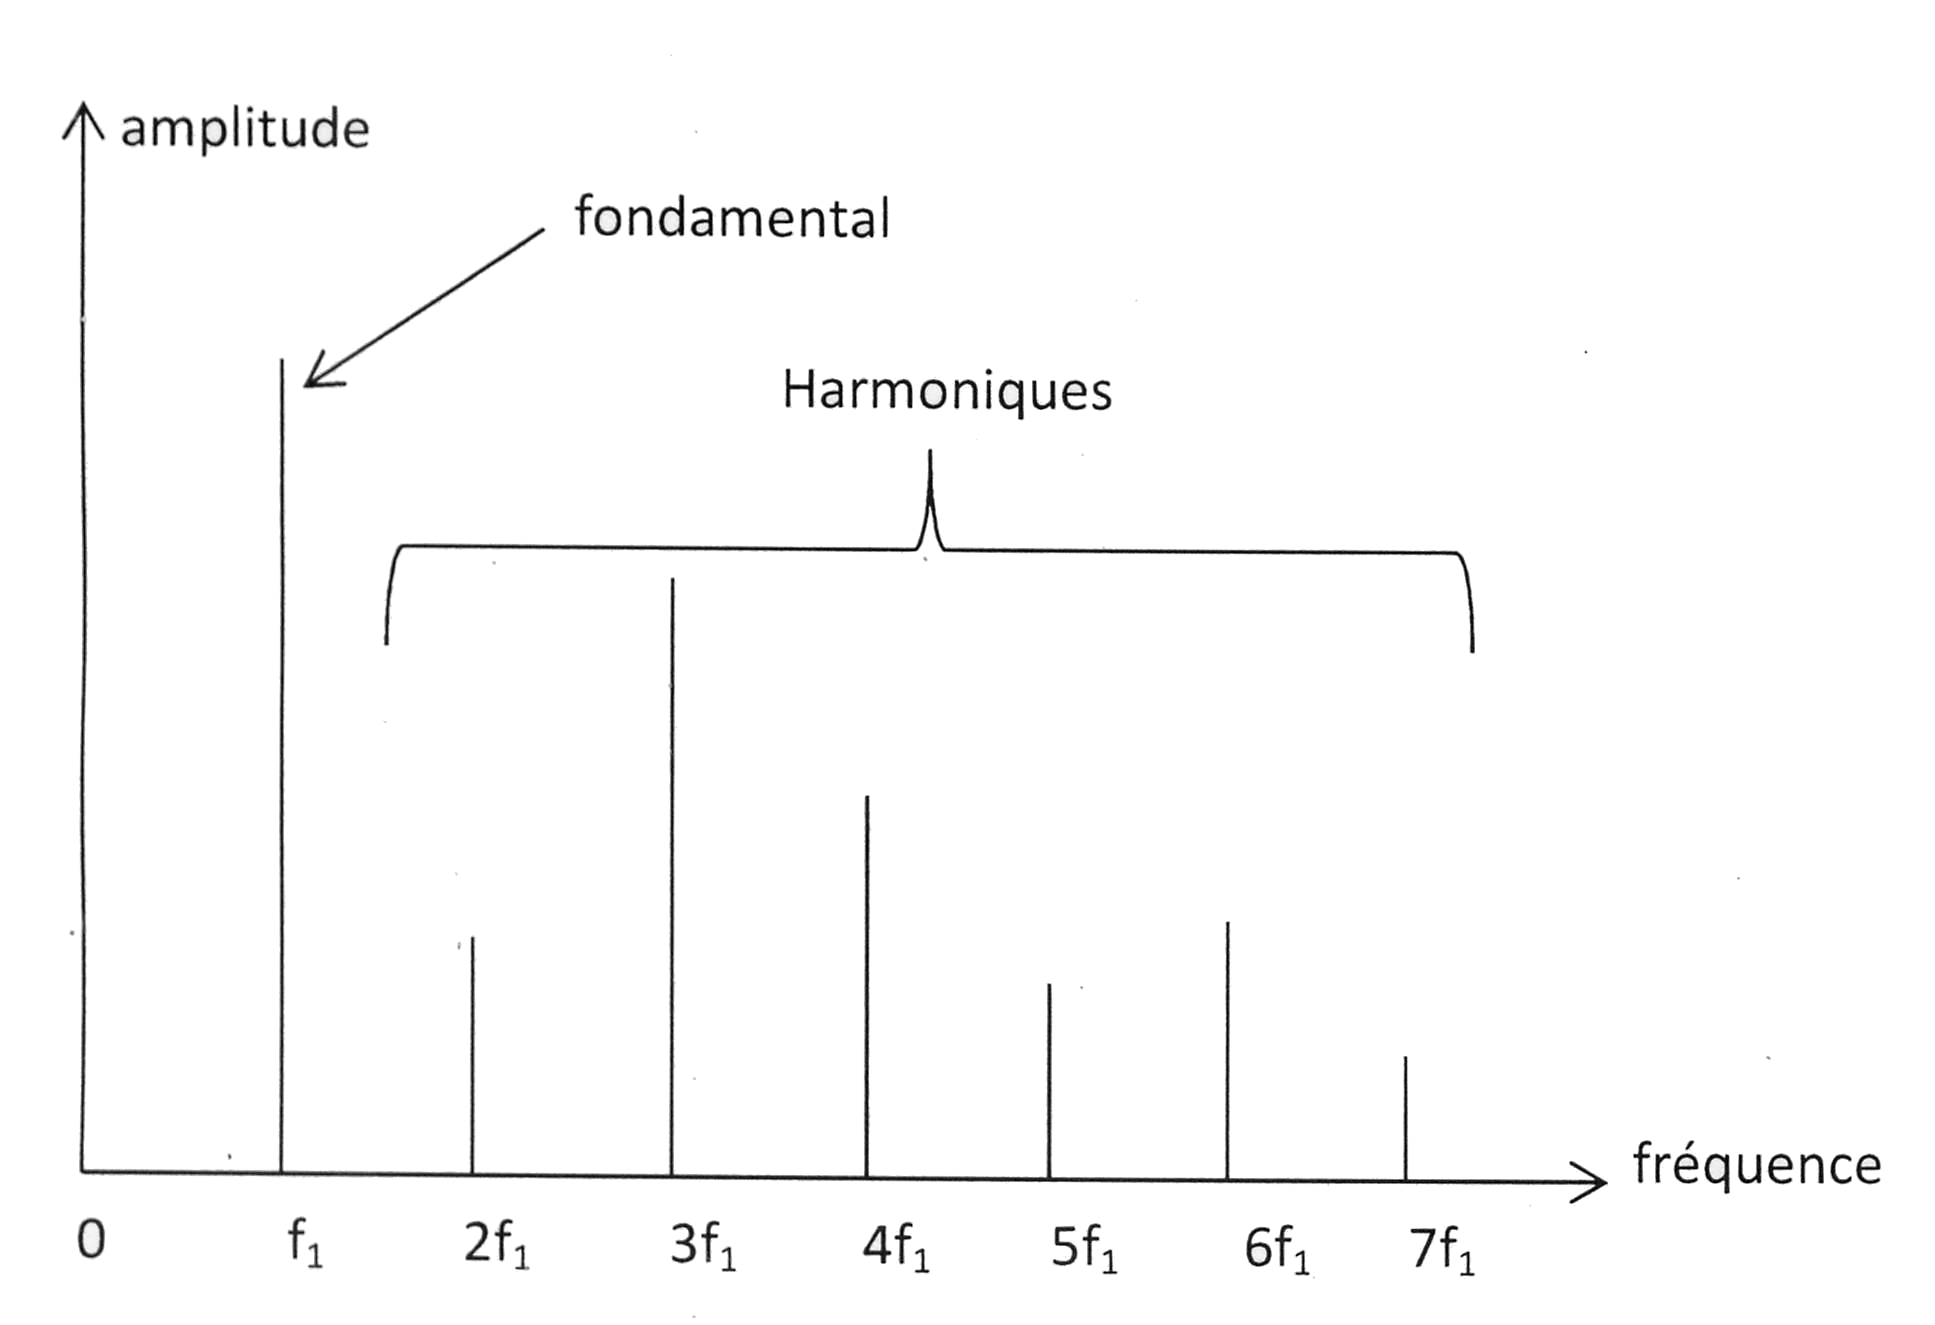 amplitude
fondamental
Harmoniques
fréquence
0 f₁ 2f₁ 3f₁ 4f₁ 5f₁ 6f₁ 7f₁